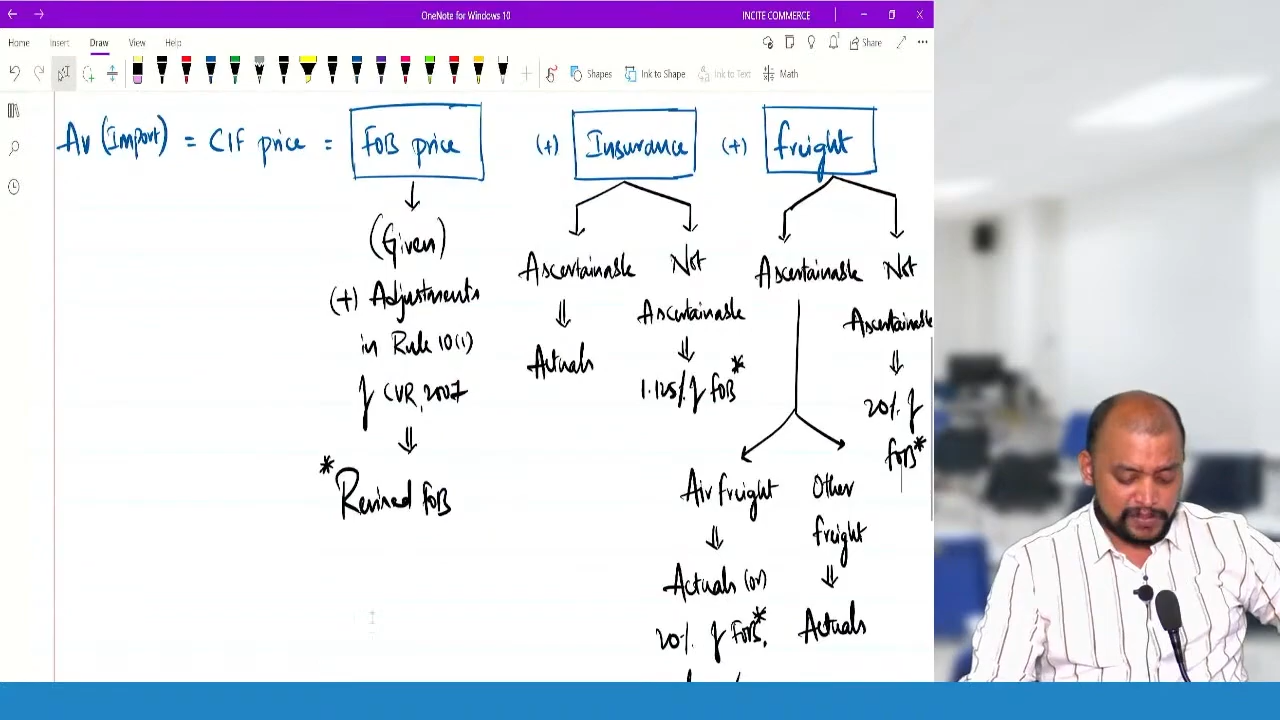 OneNote for Windows 10
INCITE COMMERCE
Home Insert Draw View Help
Share
Shapes
Ink to Shape
Ink to Text
Math
AV (Import) = CIF price = FOB price (+) Insurance (+) freight
(Given)
(+) Adjustments
in Rule 10(1)
of CVR, 2007
⇓
* Revised FOB
Ascertainable
⇓
Actuals
Not
Ascertainable
⇓
1.125% of FOB*
Ascertainable
Air freight
⇓
Actuals (or)
20% of FOB*,
Other
freight
⇓
Actuals
Not
Ascertainable
⇓
20% of
FOB*